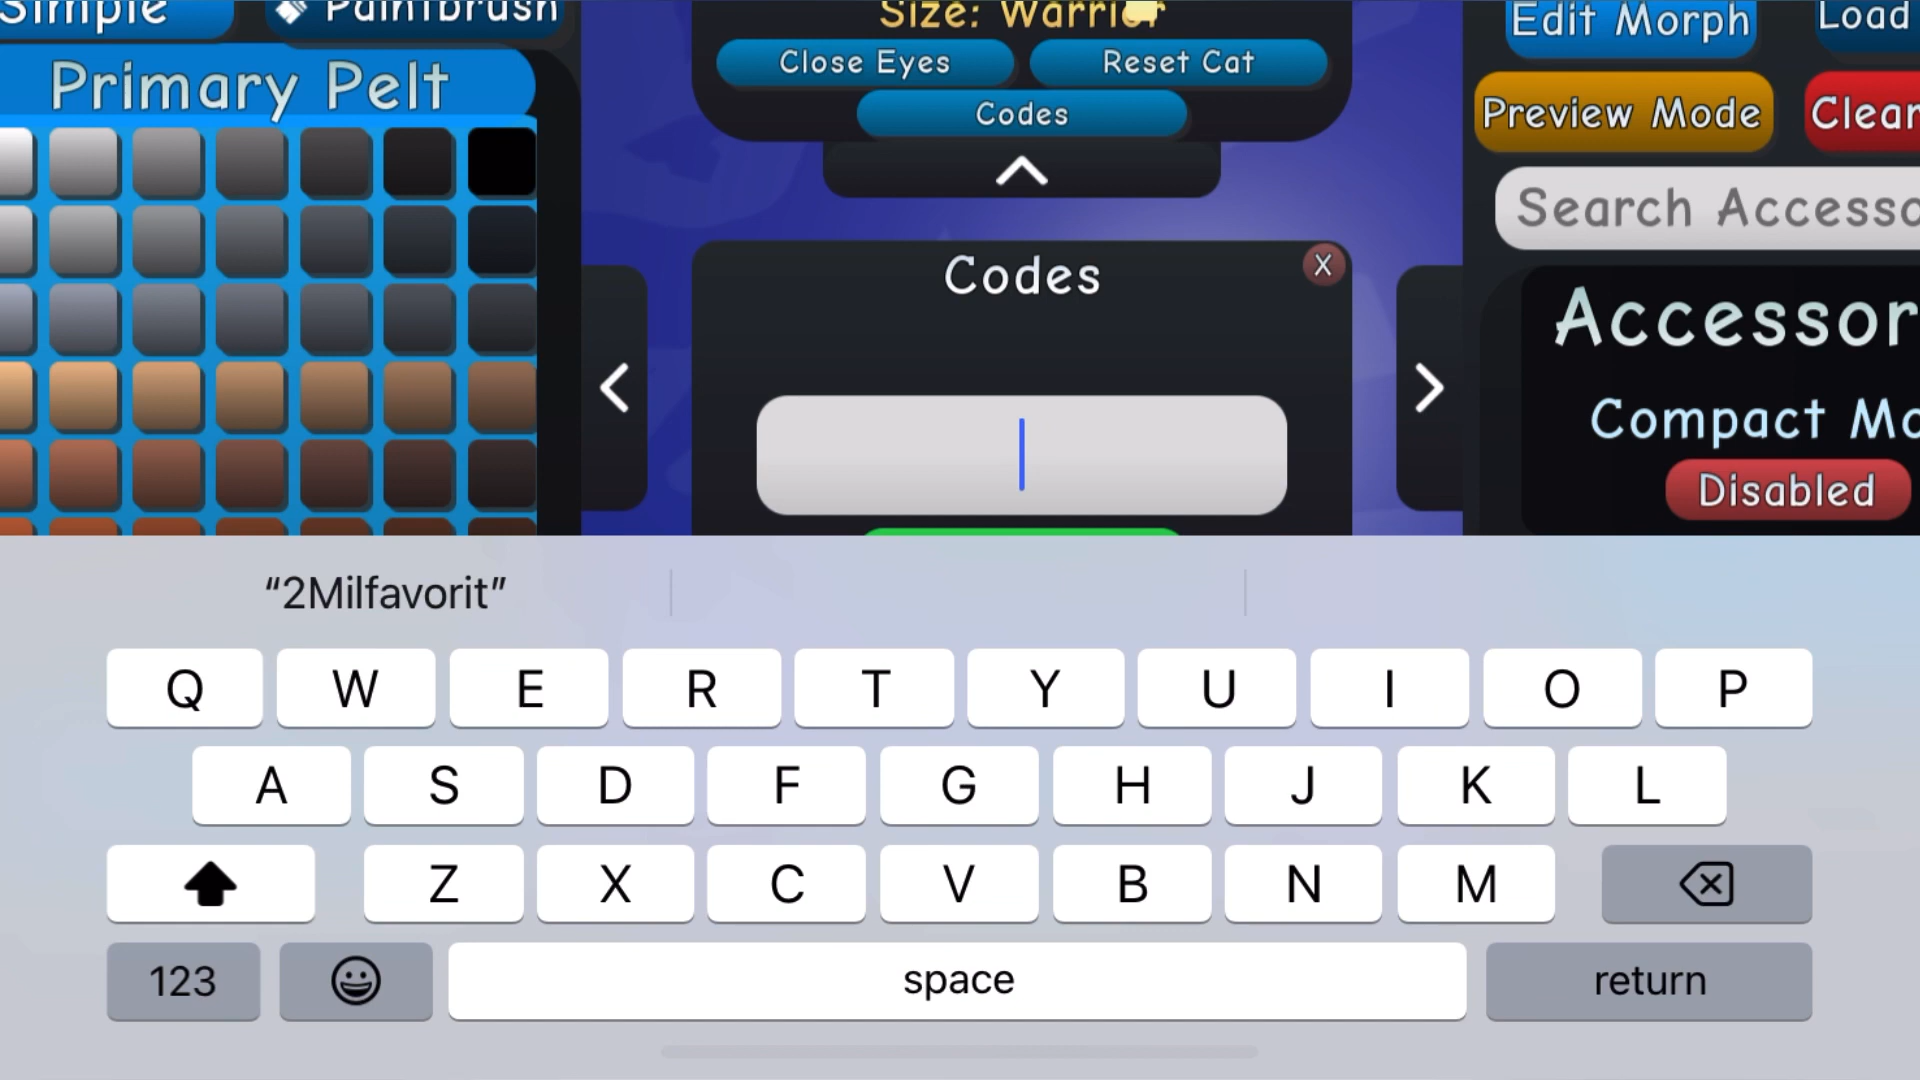 Simple
Paintbrush
Primary Pelt
Size: Warrior
Close Eyes
Reset Cat
Codes
Codes
X
Edit Morph
Load
Preview Mode
Clear
Search Accesso
Accessor
Compact Mo
Disabled
“2Milfavorit”
Q W E R T Y U I O P
A S D F G H J K L
Z X C V B N M
123
space
return